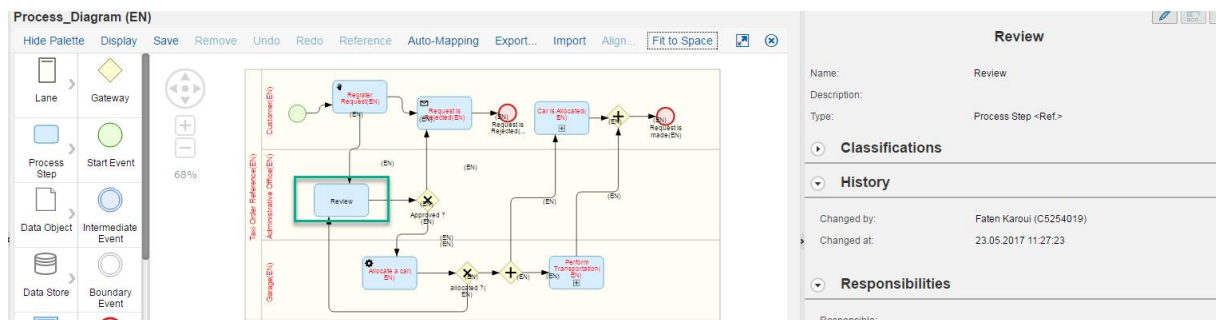 Process_Diagram (EN)
Hide Palette Display Save Remove Undo Redo Reference Auto-Mapping Export... Import Align... Fit to Space
Lane
Gateway
Process Step
Start Event
Data Object
Intermediate Event
Data Store
Boundary Event
68%
Taxi Order Reference(EN)
Customer(EN)
Register
Request(EN)
(EN)
Request is
Rejected(EN)
(EN)
(EN)
Request is
Rejected(...
Car is Allocated(
EN)
(EN)
(EN)
Request is
made(EN)
Administrative Office(EN)
Review
(EN)
(EN)
Approved ?
(EN)
(EN)
(EN)
(EN)
(EN)
Garage(EN)
Allocate a car(
EN)
(EN)
allocated ?(
EN)
(EN)
(EN)
Perform
Transportation(
EN)
Review
Name: Review
Description:
Type: Process Step <Ref.>
Classifications
History
Changed by: Faten Karoui (C5254019)
Changed at: 23.05.2017 11:27:23
Responsibilities
Responsible: